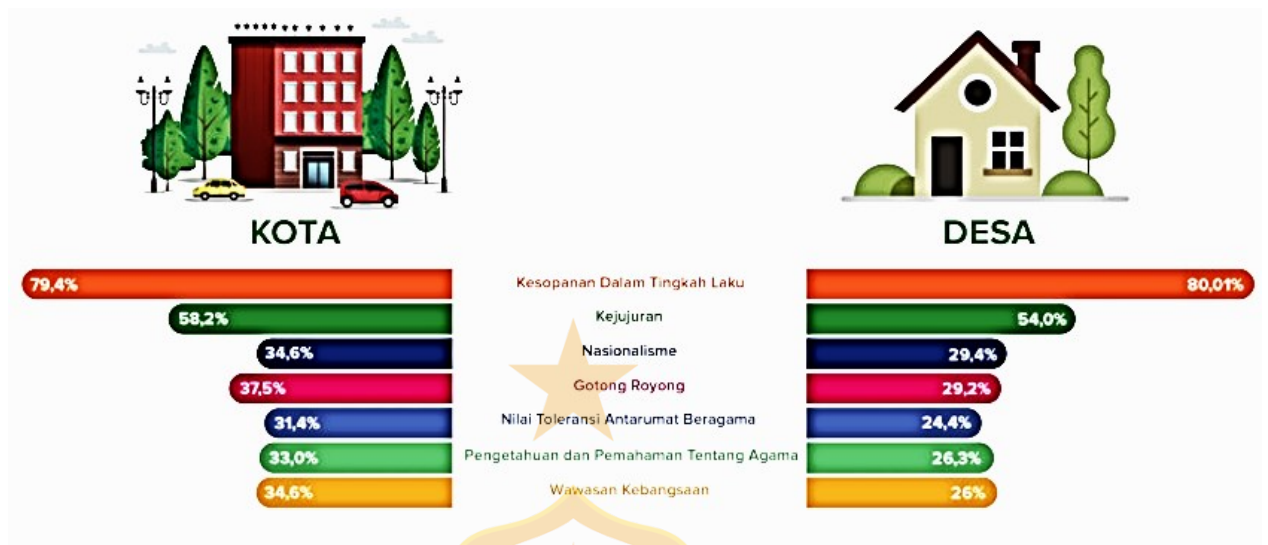 KOTA DESA
79,4% Kesopanan Dalam Tingkah Laku 80,01%
58,2% Kejujuran 54,0%
34,6% Nasionalisme 29,4%
37,5% Gotong Royong 29,2%
31,4% Nilai Toleransi Antarumat Beragama 24,4%
33,0% Pengetahuan dan Pemahaman Tentang Agama 26,3%
34,6% Wawasan Kebangsaan 26%